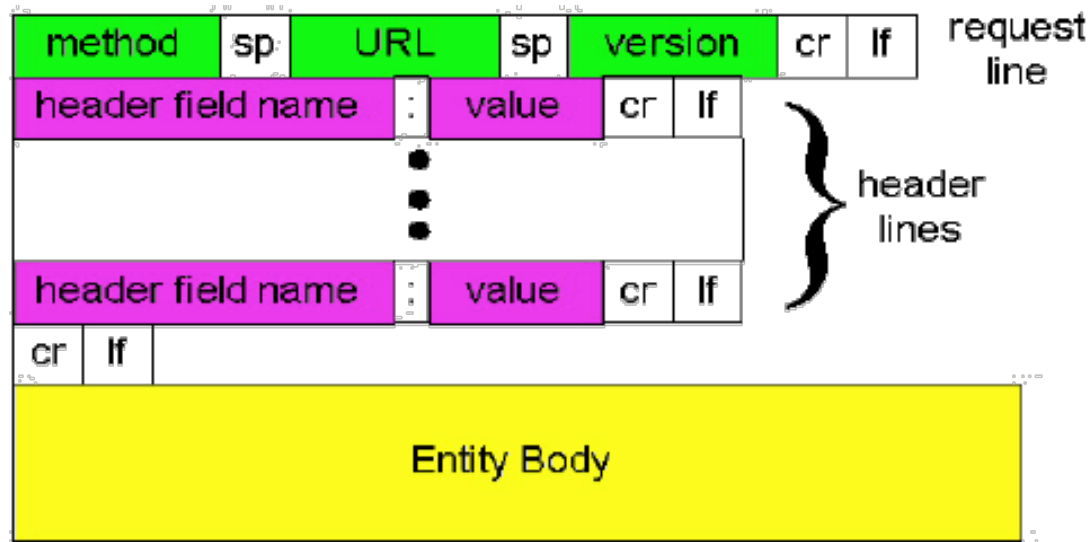 method sp URL sp version cr lf
request line
header field name : value cr lf
header lines
header field name : value cr lf
cr lf
Entity Body